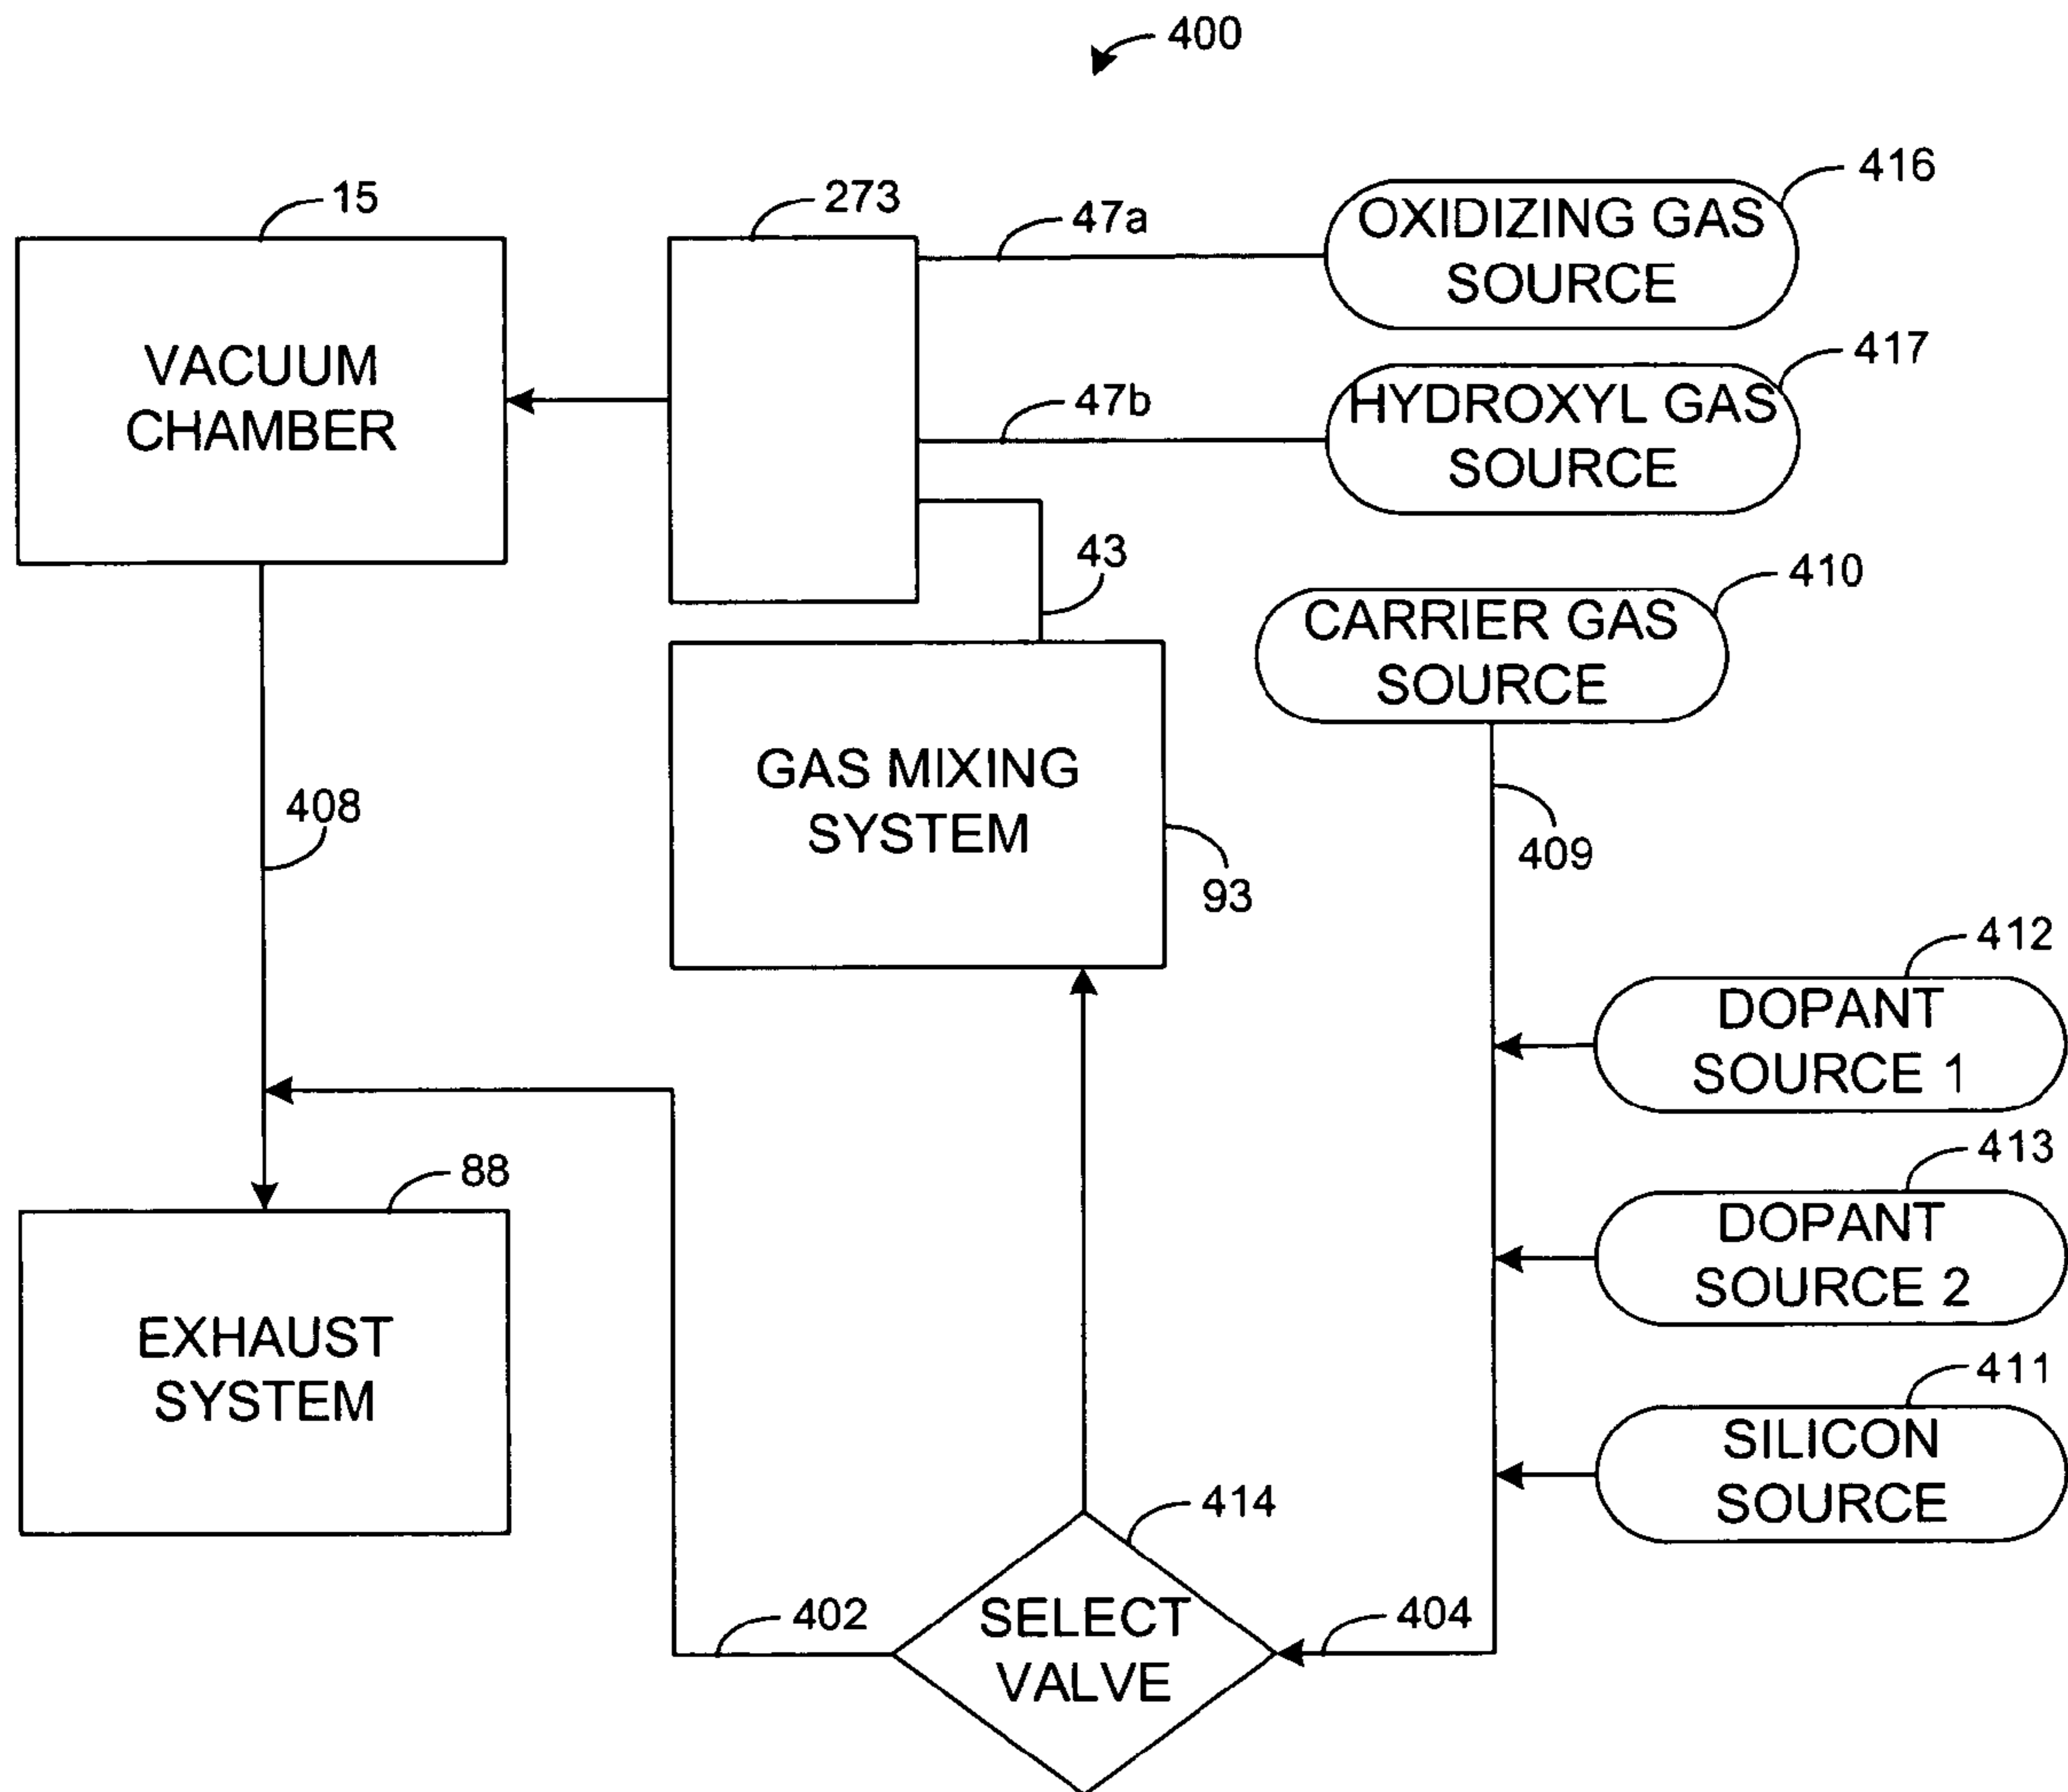 400
15
273
47a
416
OXIDIZING GAS
SOURCE
417
VACUUM
CHAMBER
47b
HYDROXYL GAS
SOURCE
43
410
CARRIER GAS
SOURCE
GAS MIXING
SYSTEM
408
409
93
412
DOPANT
SOURCE 1
413
88
DOPANT
SOURCE 2
EXHAUST
SYSTEM
411
SILICON
SOURCE
414
402
SELECT
VALVE
404